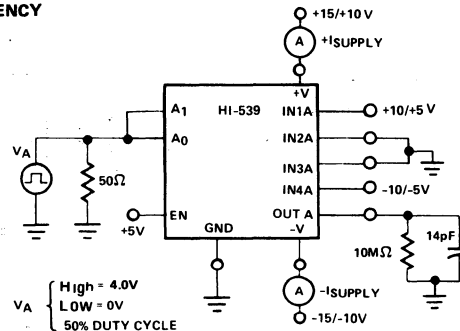 ENCY
+15/+10 V
A
+ISUPPLY
+V
A1
HI-539
IN1A
+10/+5 V
A0
IN2A
VA
50Ω
IN3A
IN4A
-10/-5V
EN
OUT A
+5V
GND
-V
14pF
10MΩ
A
-ISUPPLY
-15/-10V
VA
High = 4.0V
LOW = 0V
50% DUTY CYCLE